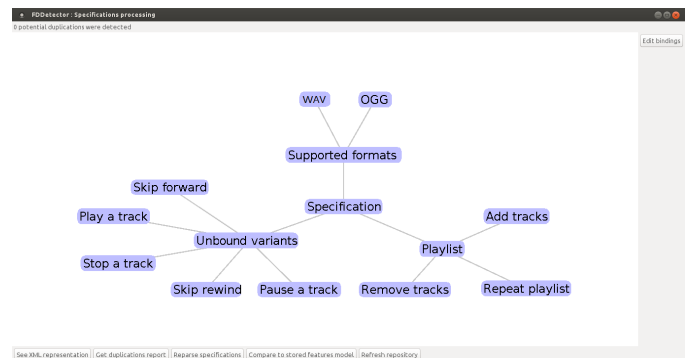 FDDetector : Specifications processing
0 potential duplications were detected
Edit bindings
WAV OGG
Supported formats
Skip forward
Specification
Play a track
Add tracks
Unbound variants
Playlist
Stop a track
Skip rewind Pause a track Remove tracks Repeat playlist
See XML representation Get duplications report Reparse specifications Compare to stored features model Refresh repository